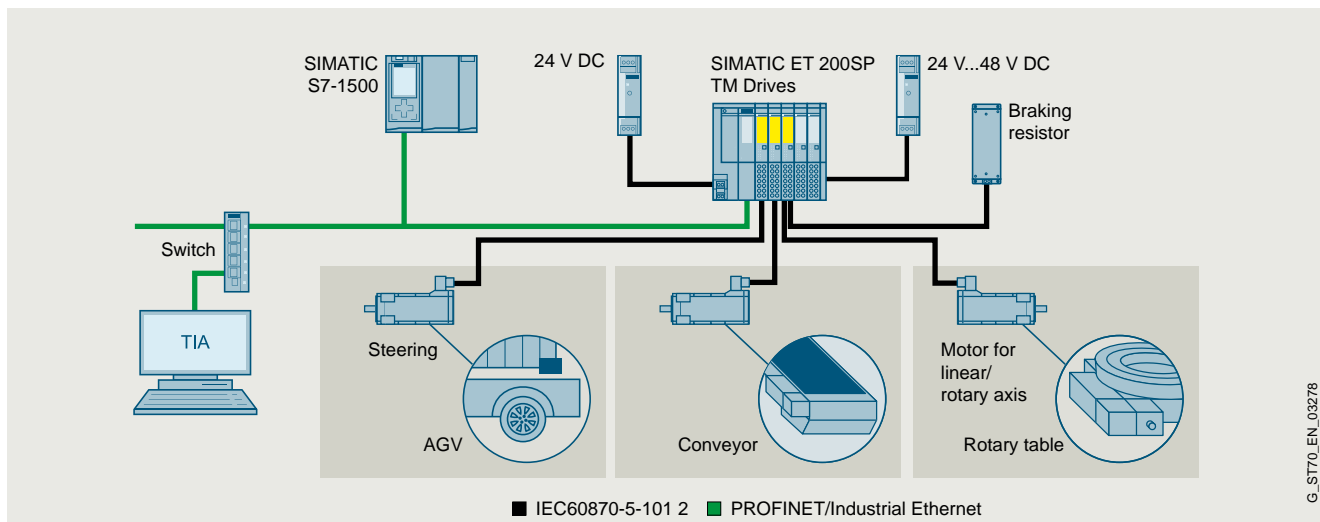 SIMATIC
S7-1500
24 V DC
SIMATIC ET 200SP
TM Drives
24 V...48 V DC
Braking
resistor
Switch
TIA
Steering
AGV
Conveyor
Motor for
linear/
rotary axis
Rotary table
IEC60870-5-101 2
PROFINET/Industrial Ethernet
G_ST70_EN_03278